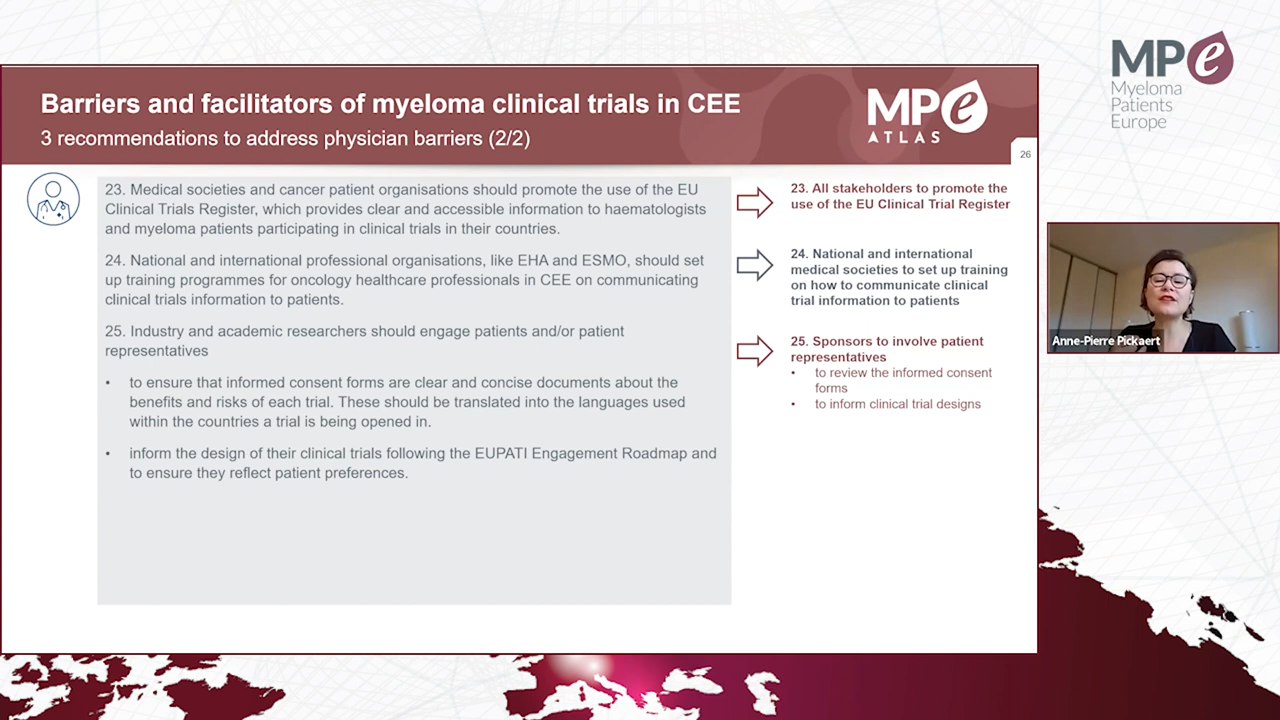 Barriers and facilitators of myeloma clinical trials in CEE
3 recommendations to address physician barriers (2/2)
MPe
ATLAS
26
MPe
Myeloma
Patients
Europe
23. Medical societies and cancer patient organisations should promote the use of the EU
Clinical Trials Register, which provides clear and accessible information to haematologists
and myeloma patients participating in clinical trials in their countries.
24. National and international professional organisations, like EHA and ESMO, should set
up training programmes for oncology healthcare professionals in CEE on communicating
clinical trials information to patients.
25. Industry and academic researchers should engage patients and/or patient
representatives
• to ensure that informed consent forms are clear and concise documents about the
benefits and risks of each trial. These should be translated into the languages used
within the countries a trial is being opened in.
• inform the design of their clinical trials following the EUPATI Engagement Roadmap and
to ensure they reflect patient preferences.
23. All stakeholders to promote the
use of the EU Clinical Trial Register
24. National and international
medical societies to set up training
on how to communicate clinical
trial information to patients
25. Sponsors to involve patient
representatives
• to review the informed consent
forms
• to inform clinical trial designs
Anne-Pierre Pickaert